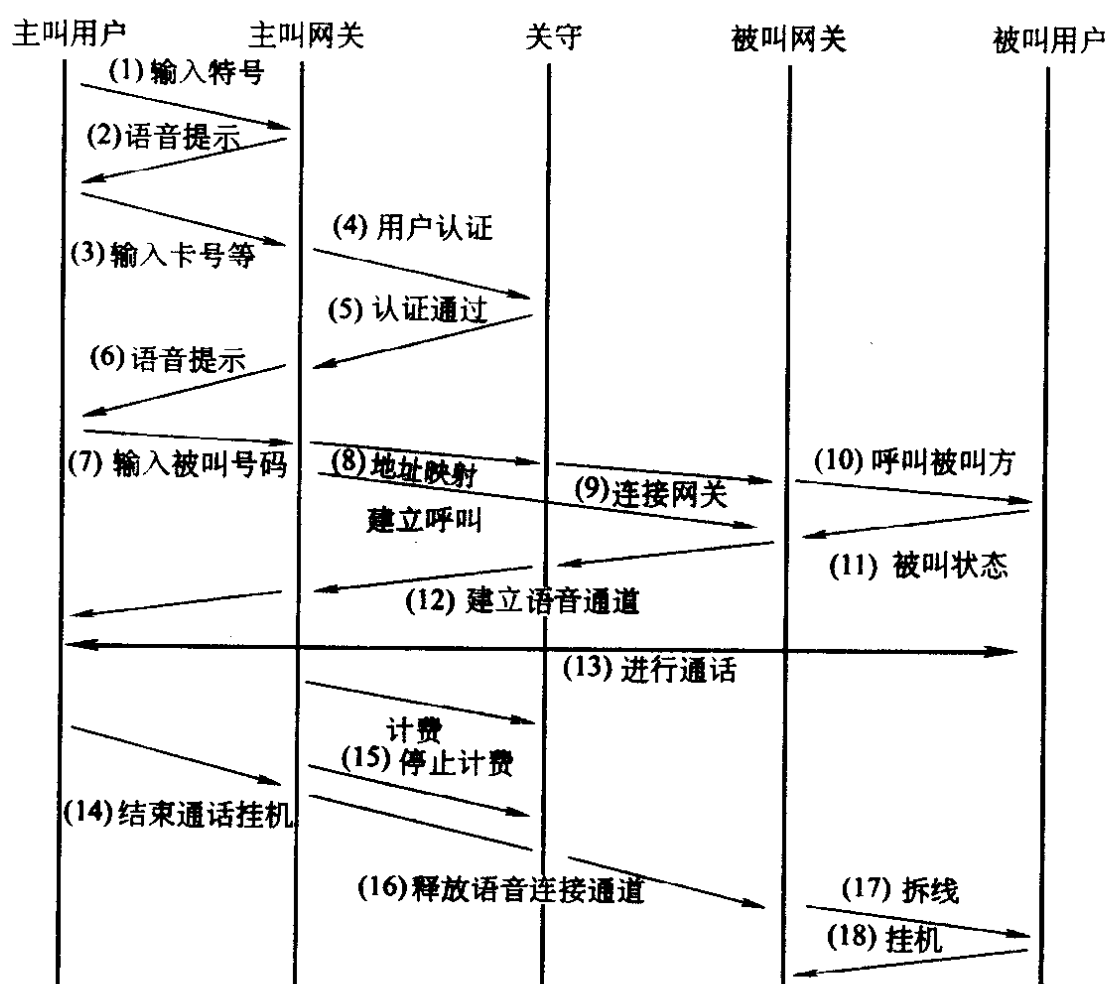 主叫用户
主叫网关
关守
被叫网关
被叫用户
(1) 输入特号
(2)语音提示
(3) 输入卡号等
(4) 用户认证
(5) 认证通过
(6) 语音提示
(7) 输入被叫号码
(8) 地址映射
(9)连接网关
(10) 呼叫被叫方
建立呼叫
(11) 被叫状态
(12) 建立语音通道
(13) 进行通话
计费
(15) 停止计费
(14) 结束通话挂机
(16)释放语音连接通道
(17) 拆线
(18) 挂机